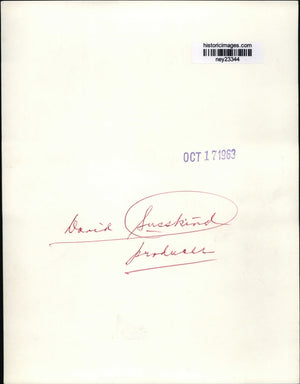 historicimages.com
ney23344
OCT 17 1963
David Susskind
producer